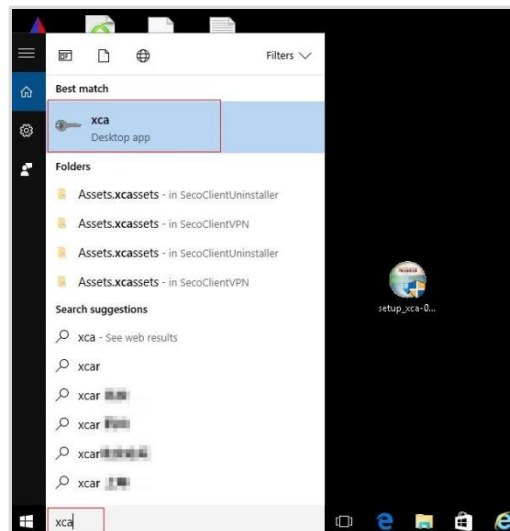 Filters
Best match
xca
Desktop app
Folders
Assets.xcassets - in SecoClientUninstaller
Assets.xcassets - in SecoClientVPN
Assets.xcassets - in SecoClientUninstaller
Assets.xcassets - in SecoClientVPN
Search suggestions
setup_xca-0...
xca - See web results
xcar
xcar
xcar
xcar
xcar
xca